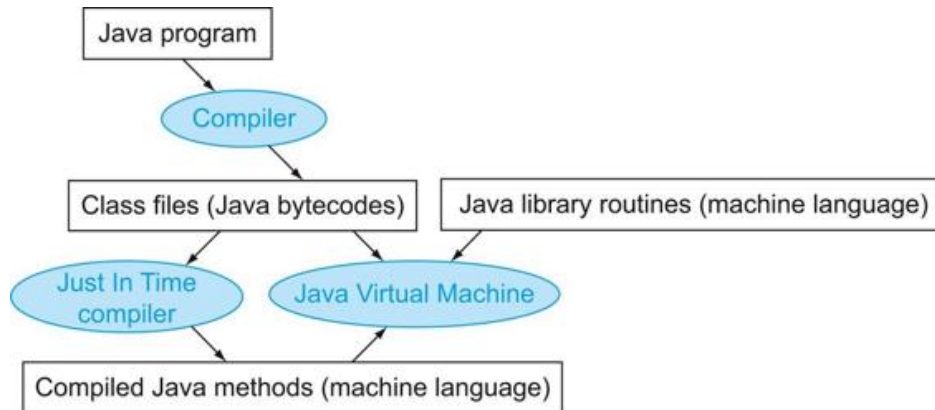 Java program
Compiler
Class files (Java bytecodes)
Java library routines (machine language)
Just In Time
compiler
Java Virtual Machine
Compiled Java methods (machine language)